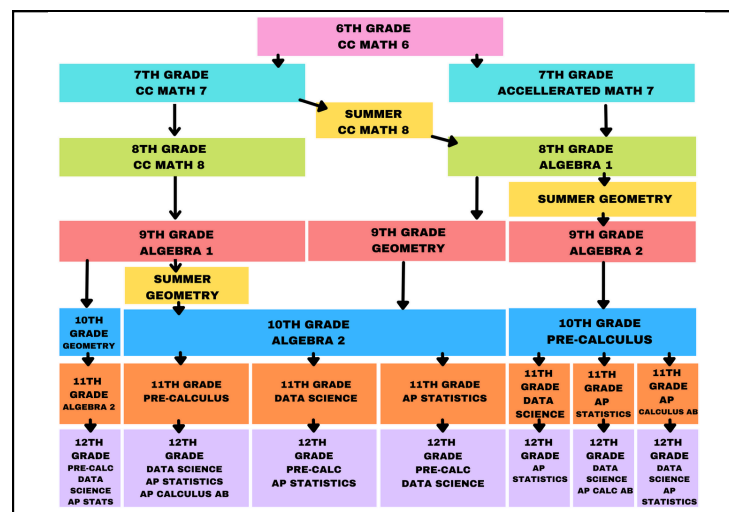 6TH GRADE
CC MATH 6
7TH GRADE
CC MATH 7
7TH GRADE
ACCELLERATED MATH 7
SUMMER
CC MATH 8
8TH GRADE
CC MATH 8
8TH GRADE
ALGEBRA 1
SUMMER GEOMETRY
9TH GRADE
ALGEBRA 1
9TH GRADE
GEOMETRY
9TH GRADE
ALGEBRA 2
SUMMER
GEOMETRY
10TH
GRADE
GEOMETRY
10TH GRADE
ALGEBRA 2
10TH GRADE
PRE-CALCULUS
11TH
GRADE
ALGEBRA 2
11TH GRADE
PRE-CALCULUS
11TH GRADE
DATA SCIENCE
11TH GRADE
AP STATISTICS
11TH
GRADE
DATA
SCIENCE
11TH
GRADE
AP
STATISTICS
11TH
GRADE
AP
CALCULUS AB
12TH
GRADE
PRE-CALC
DATA
SCIENCE
AP STATS
12TH
GRADE
DATA SCIENCE
AP STATISTICS
AP CALCULUS AB
12TH
GRADE
PRE-CALC
AP STATISTICS
12TH
GRADE
PRE-CALC
DATA SCIENCE
12TH
GRADE
AP
STATISTICS
12TH
GRADE
DATA
SCIENCE
AP CALC AB
12TH
GRADE
DATA
SCIENCE
AP
STATISTICS